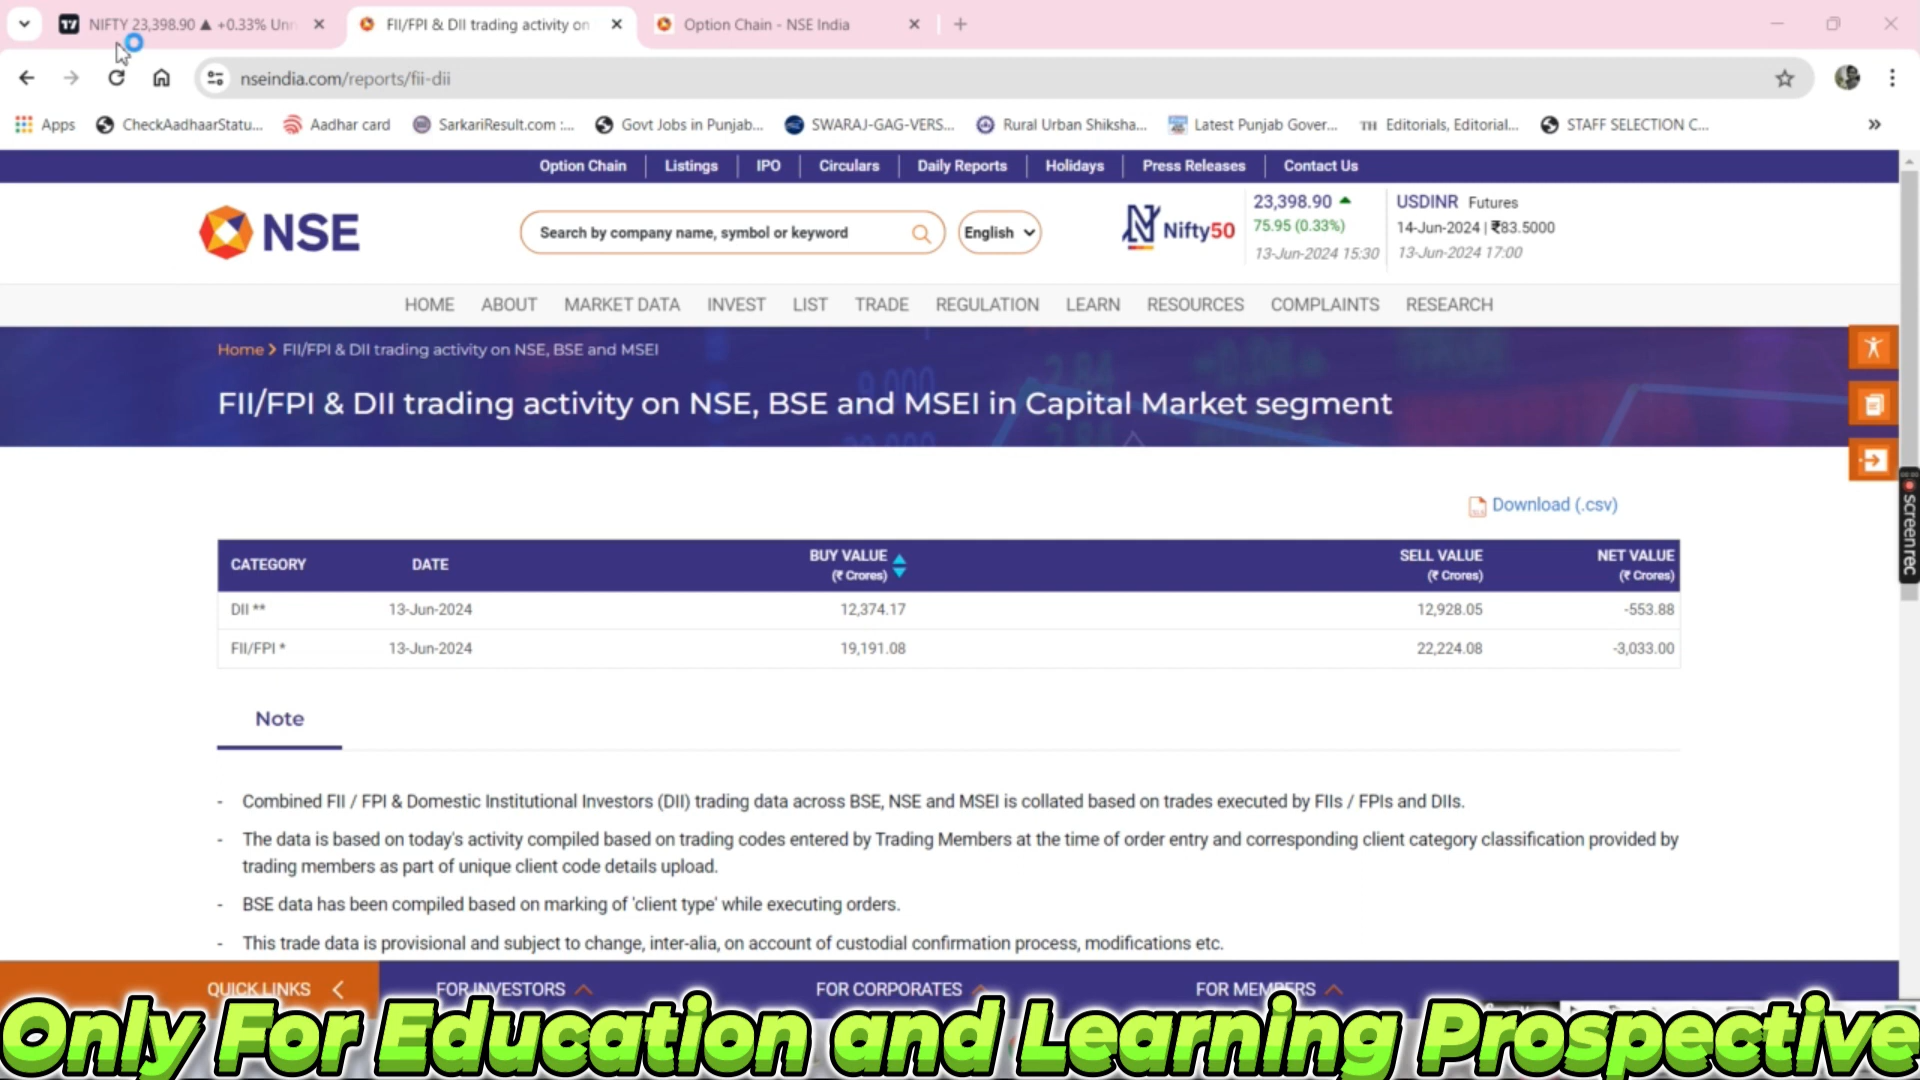 NIFTY 23,398.90 ▲ +0.33% Unn
FII/FPI & DII trading activity on
Option Chain - NSE India
nseindia.com/reports/fii-dii
Apps
CheckAadhaarStatu...
Aadhar card
SarkariResult.com :...
Govt Jobs in Punjab...
SWARAJ-GAG-VERS...
Rural Urban Shiksha...
Latest Punjab Gover...
Editorials, Editorial...
STAFF SELECTION C...
Option Chain
Listings
IPO
Circulars
Daily Reports
Holidays
Press Releases
Contact Us
NSE
Search by company name, symbol or keyword
English
Nifty50
23,398.90
75.95 (0.33%)
13-Jun-2024 15:30
USDINR Futures
14-Jun-2024 | ₹83.5000
13-Jun-2024 17:00
HOME ABOUT MARKET DATA INVEST LIST TRADE REGULATION LEARN RESOURCES COMPLAINTS RESEARCH
Home > FII/FPI & DII trading activity on NSE, BSE and MSEI
FII/FPI & DII trading activity on NSE, BSE and MSEI in Capital Market segment
Download (.csv)
CATEGORY DATE BUY VALUE (₹ Crores) SELL VALUE (₹ Crores) NET VALUE (₹ Crores)
DII ** 13-Jun-2024 12,374.17 12,928.05 -553.88
FII/FPI * 13-Jun-2024 19,191.08 22,224.08 -3,033.00
Note
- Combined FII / FPI & Domestic Institutional Investors (DII) trading data across BSE, NSE and MSEI is collated based on trades executed by FIIs / FPIs and DIIs.
- The data is based on today's activity compiled based on trading codes entered by Trading Members at the time of order entry and corresponding client category classification provided by
trading members as part of unique client code details upload.
- BSE data has been compiled based on marking of 'client type' while executing orders.
- This trade data is provisional and subject to change, inter-alia, on account of custodial confirmation process, modifications etc.
screenrec
QUICK LINKS
FOR INVESTORS
FOR CORPORATES
FOR MEMBERS
Only For Education and Learning Prospective